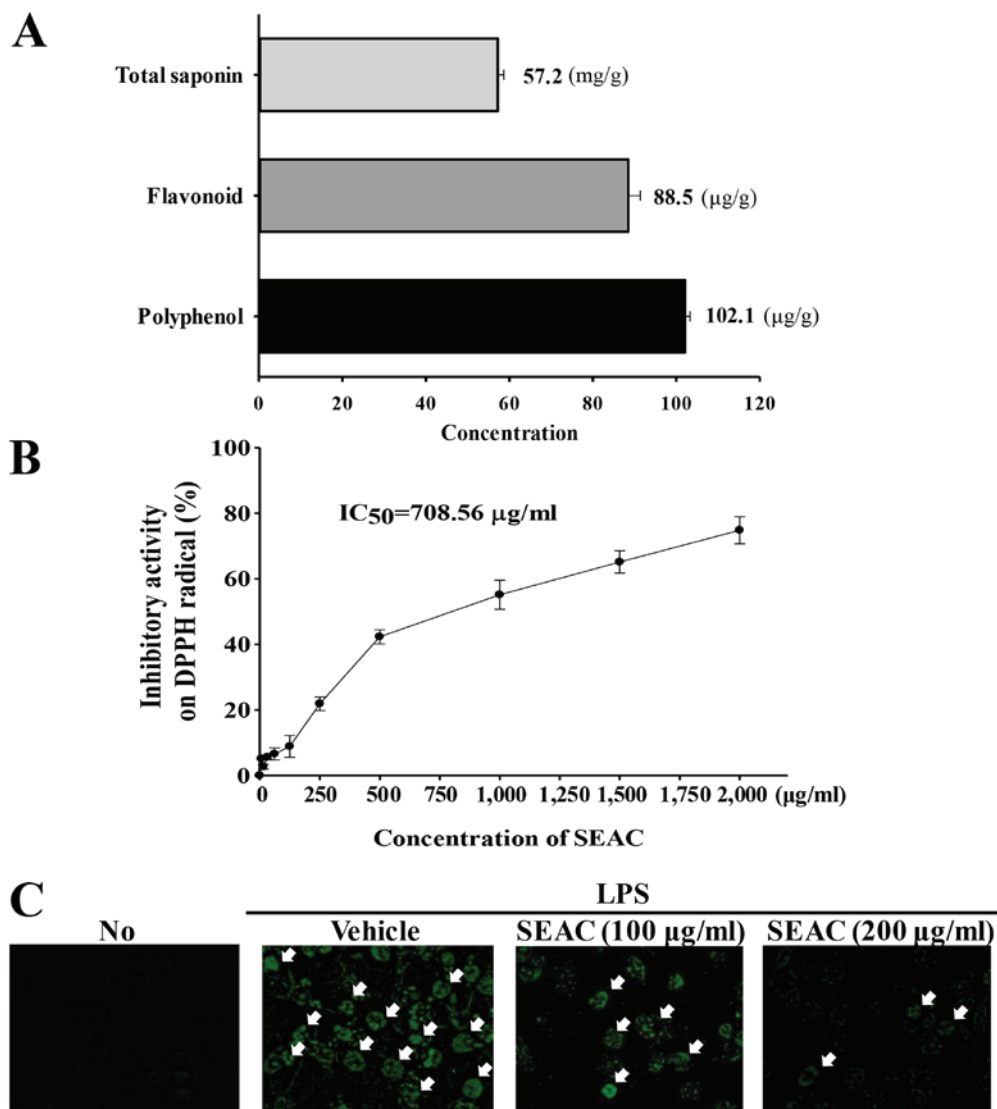 A
Total saponin
57.2 (mg/g)
Flavonoid
88.5 (µg/g)
Polyphenol
102.1 (µg/g)
0 20 40 60 80 100 120
Concentration
B
Inhibitory activity
on DPPH radical (%)
100
80
60
40
20
0
IC50=708.56 µg/ml
0 250 500 750 1,000 1,250 1,500 1,750 2,000 (µg/ml)
Concentration of SEAC
C
LPS
No Vehicle SEAC (100 µg/ml) SEAC (200 µg/ml)